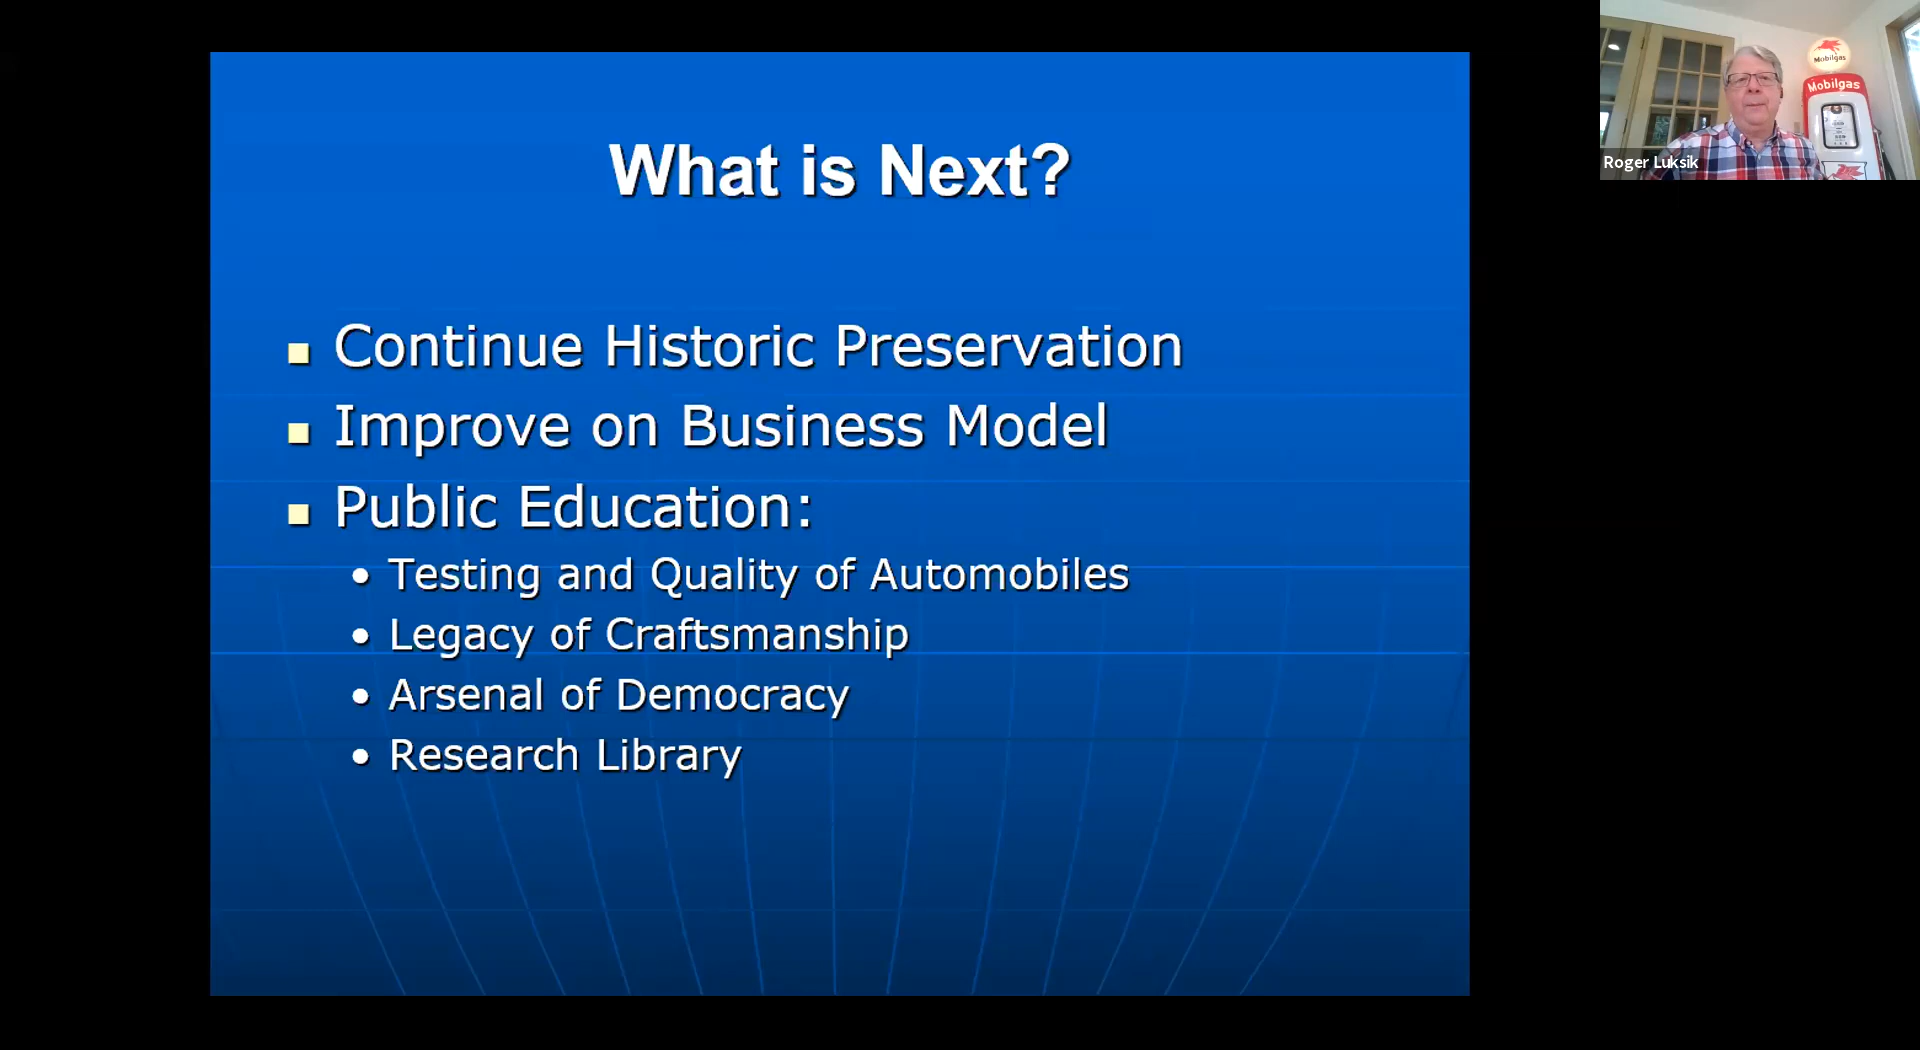 What is Next?
Continue Historic Preservation
Improve on Business Model
Public Education:
Testing and Quality of Automobiles
Legacy of Craftsmanship
Arsenal of Democracy
Research Library
Mobilgas
Mobilgas
Roger Luksik